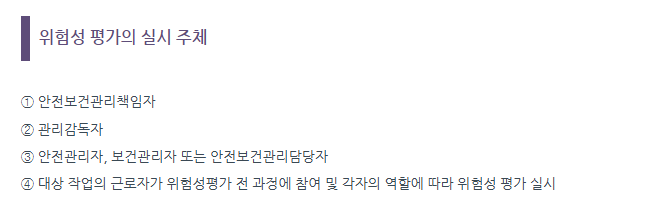 위험성 평가의 실시 주체
① 안전보건관리책임자
② 관리감독자
③ 안전관리자, 보건관리자 또는 안전보건관리담당자
④ 대상 작업의 근로자가 위험성평가 전 과정에 참여 및 각자의 역할에 따라 위험성 평가 실시